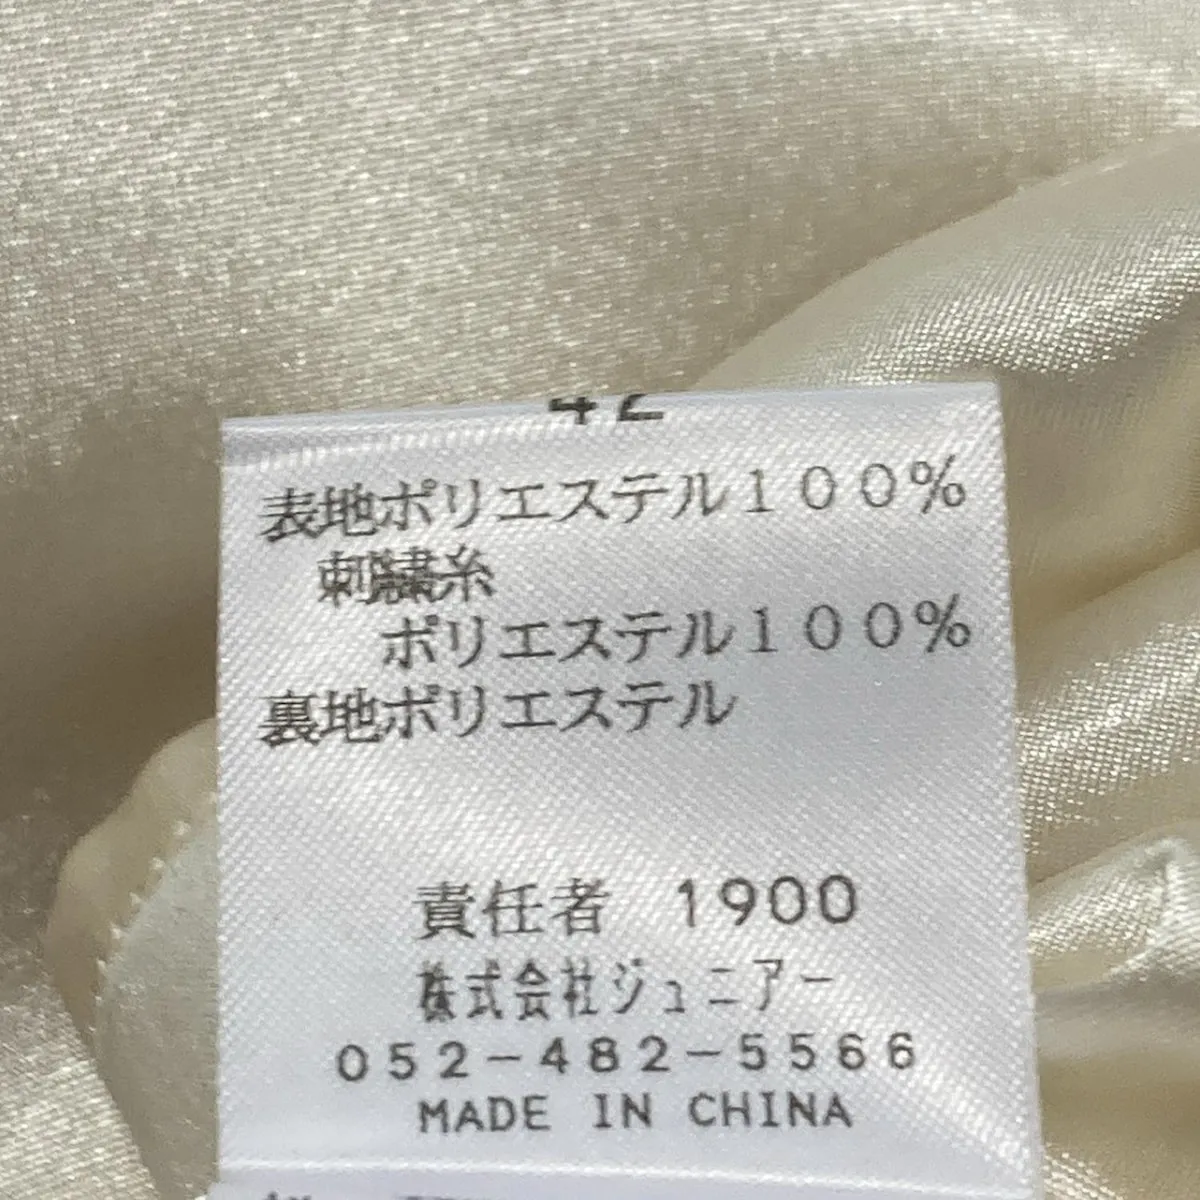 42
表地ポリエステル１００％
刺繍糸
ポリエステル１００％
裏地ポリエステル
責任者 1900
株式会社ジュニアー
052-482-5566
MADE IN CHINA